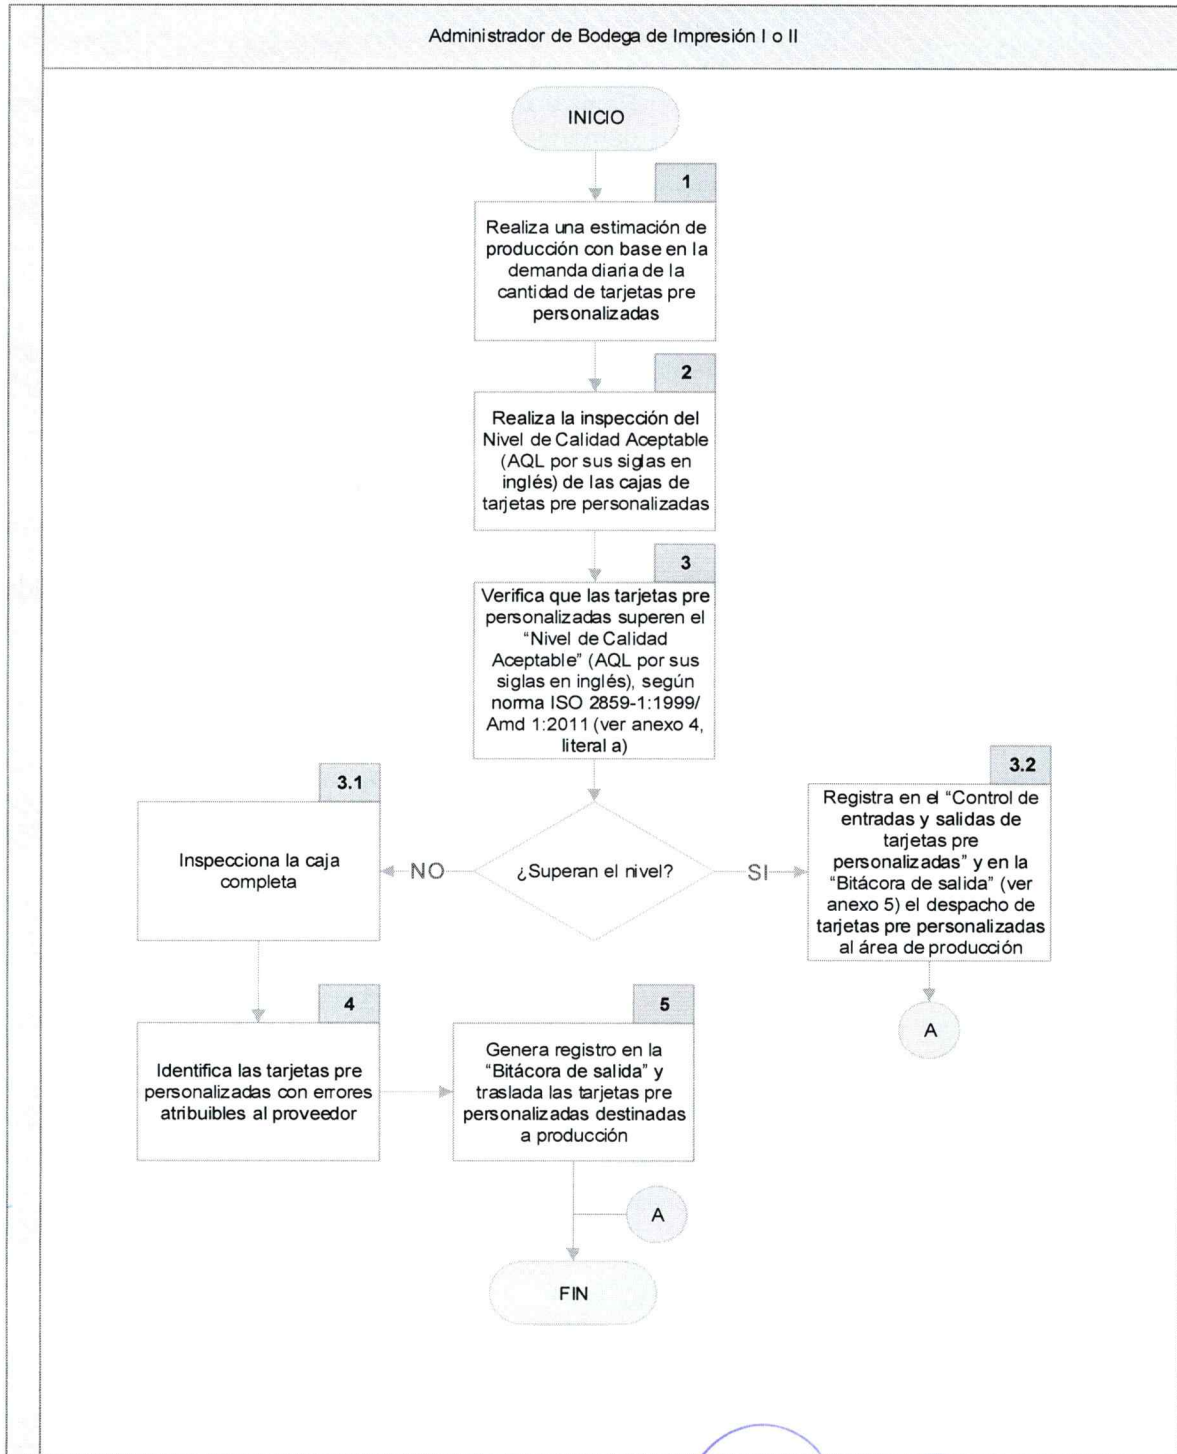 Administrador de Bodega de Impresión I o II
INICIO
1
Realiza una estimación de
producción con base en la
demanda diaria de la
cantidad de tarjetas pre
personalizadas
2
Realiza la inspección del
Nivel de Calidad Aceptable
(AQL por sus siglas en
inglés) de las cajas de
tarjetas pre personalizadas
3
Verifica que las tarjetas pre
personalizadas superen el
“Nivel de Calidad
Aceptable” (AQL por sus
siglas en inglés), según
norma ISO 2859-1:1999/
Amd 1:2011 (ver anexo 4,
literal a)
¿Superan el nivel?
NO
SI
3.1
Inspecciona la caja
completa
3.2
Registra en el “Control de
entradas y salidas de
tarjetas pre
personalizadas” y en la
“Bitácora de salida” (ver
anexo 5) el despacho de
tarjetas pre personalizadas
al área de producción
A
4
Identifica las tarjetas pre
personalizadas con errores
atribuibles al proveedor
5
Genera registro en la
“Bitácora de salida” y
traslada las tarjetas pre
personalizadas destinadas
a producción
A
FIN